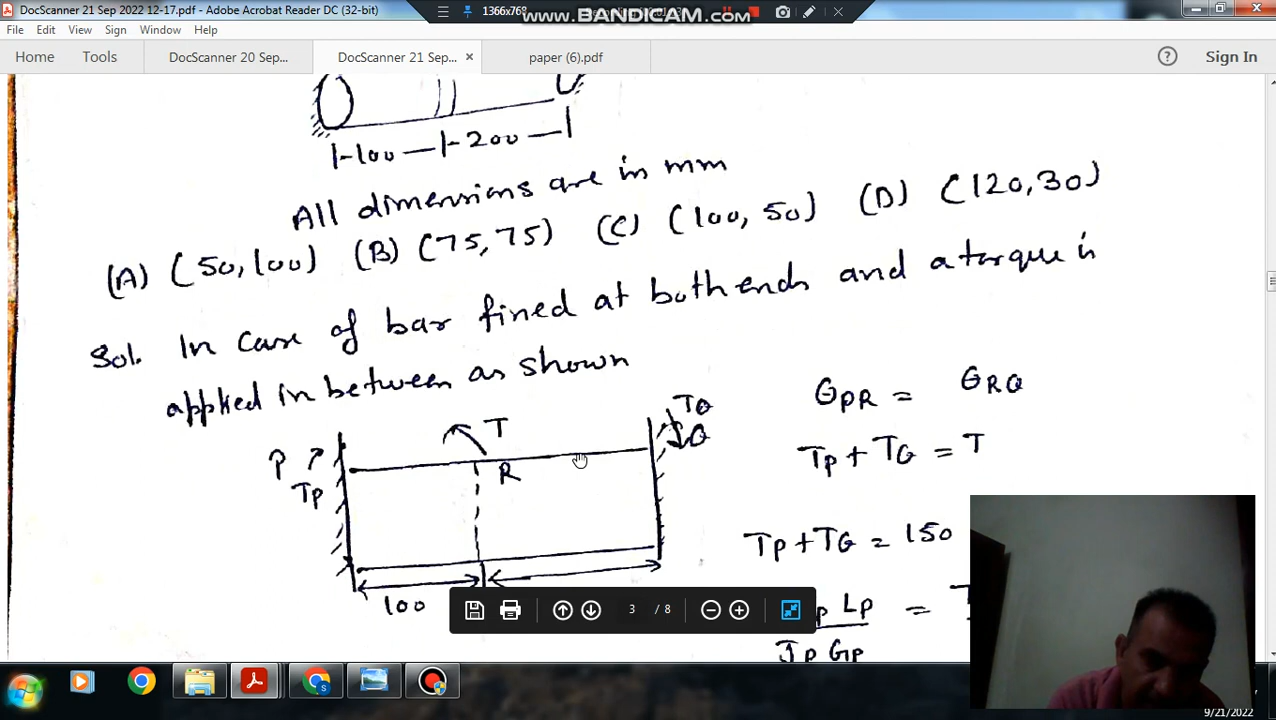 DocScanner 21 Sep 2022 12-17.pdf - Adobe Acrobat Reader DC (32-bit)
1366x768
www.BANDICAM.com
File Edit View Sign Window Help
Home Tools DocScanner 20 Sep... DocScanner 21 Sep... × paper (6).pdf Sign In
|-100 —|-200 —|
All dimensions are in mm
(A) (50,100) (B) (75,75) (C) (100, 50) (D) (120,30)
Sol. In case of bar fined at both ends and a torque is
applied in between as shown
θPR = θRQ
T TQ
P Q
TP R TP + TQ = T
TP + TQ = 150
100
3 / 8
P LP =
JP GP
9/21/2022